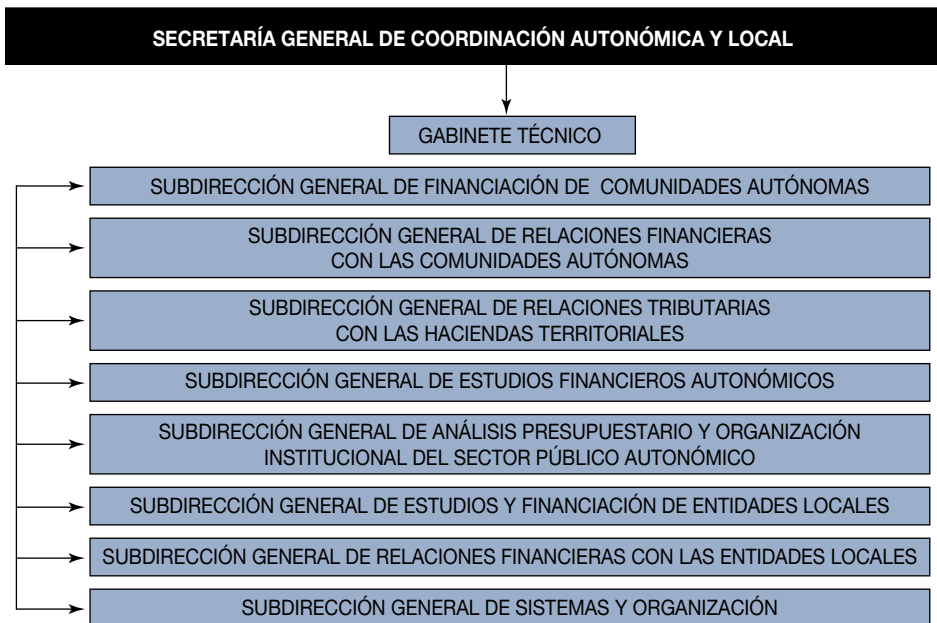 SECRETARÍA GENERAL DE COORDINACIÓN AUTONÓMICA Y LOCAL
GABINETE TÉCNICO
SUBDIRECCIÓN GENERAL DE FINANCIACIÓN DE COMUNIDADES AUTÓNOMAS
SUBDIRECCIÓN GENERAL DE RELACIONES FINANCIERAS
CON LAS COMUNIDADES AUTÓNOMAS
SUBDIRECCIÓN GENERAL DE RELACIONES TRIBUTARIAS
CON LAS HACIENDAS TERRITORIALES
SUBDIRECCIÓN GENERAL DE ESTUDIOS FINANCIEROS AUTONÓMICOS
SUBDIRECCIÓN GENERAL DE ANÁLISIS PRESUPUESTARIO Y ORGANIZACIÓN
INSTITUCIONAL DEL SECTOR PÚBLICO AUTONÓMICO
SUBDIRECCIÓN GENERAL DE ESTUDIOS Y FINANCIACIÓN DE ENTIDADES LOCALES
SUBDIRECCIÓN GENERAL DE RELACIONES FINANCIERAS CON LAS ENTIDADES LOCALES
SUBDIRECCIÓN GENERAL DE SISTEMAS Y ORGANIZACIÓN